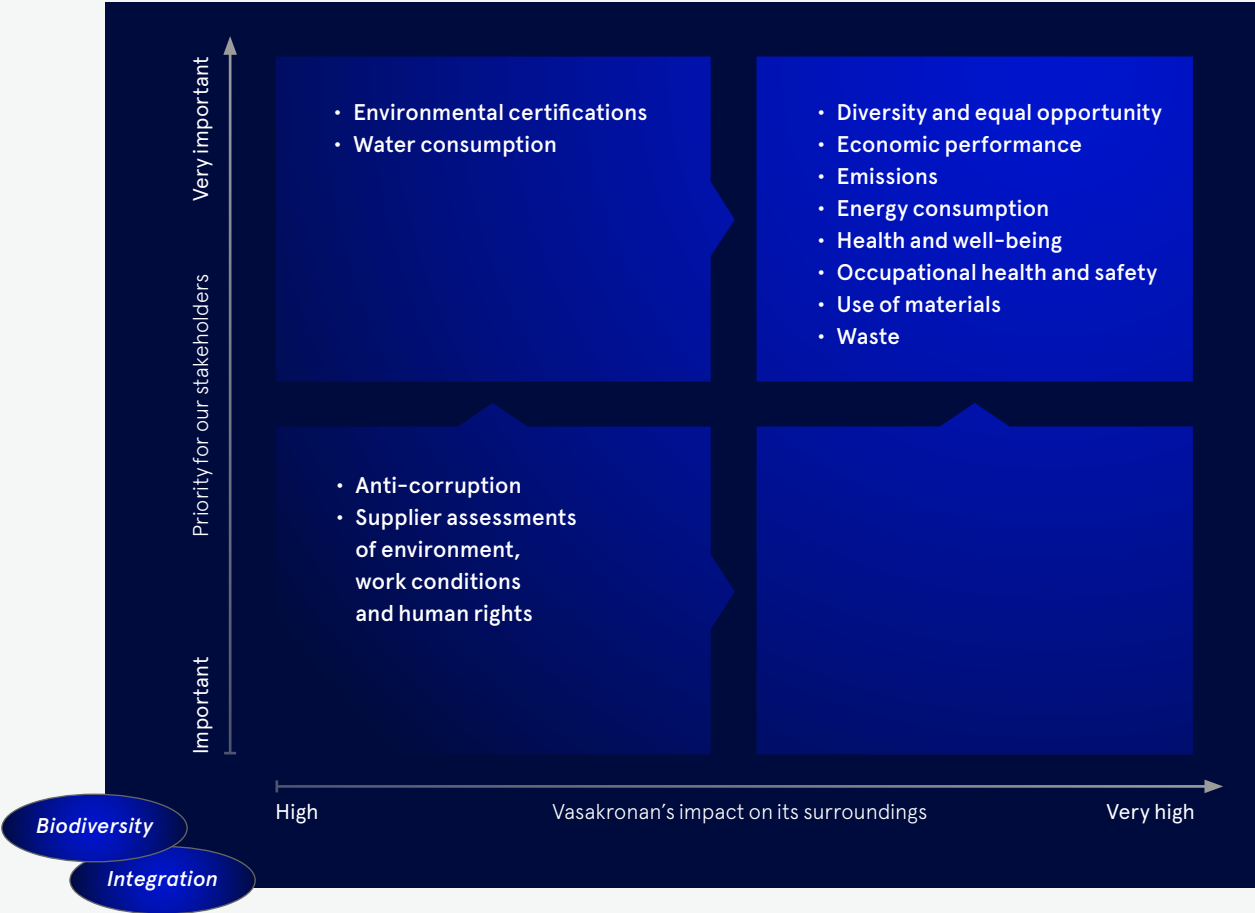 Very important
Priority for our stakeholders
Important
• Environmental certifications
• Water consumption
• Diversity and equal opportunity
• Economic performance
• Emissions
• Energy consumption
• Health and well-being
• Occupational health and safety
• Use of materials
• Waste
• Anti-corruption
• Supplier assessments
of environment,
work conditions
and human rights
High
Vasakronan's impact on its surroundings
Very high
Biodiversity
Integration